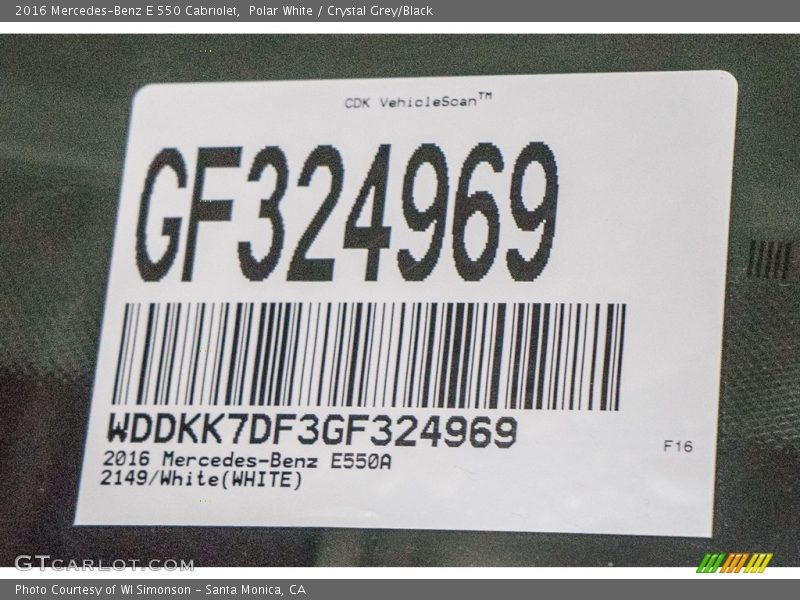 2016 Mercedes-Benz E 550 Cabriolet, Polar White / Crystal Grey/Black
CDK VehicleScan™
GF324969
WDDKK7DF3GF324969
2016 Mercedes-Benz E550A
2149/White(WHITE)
F16
GTCARLOT.COM
Photo Courtesy of WI Simonson - Santa Monica, CA